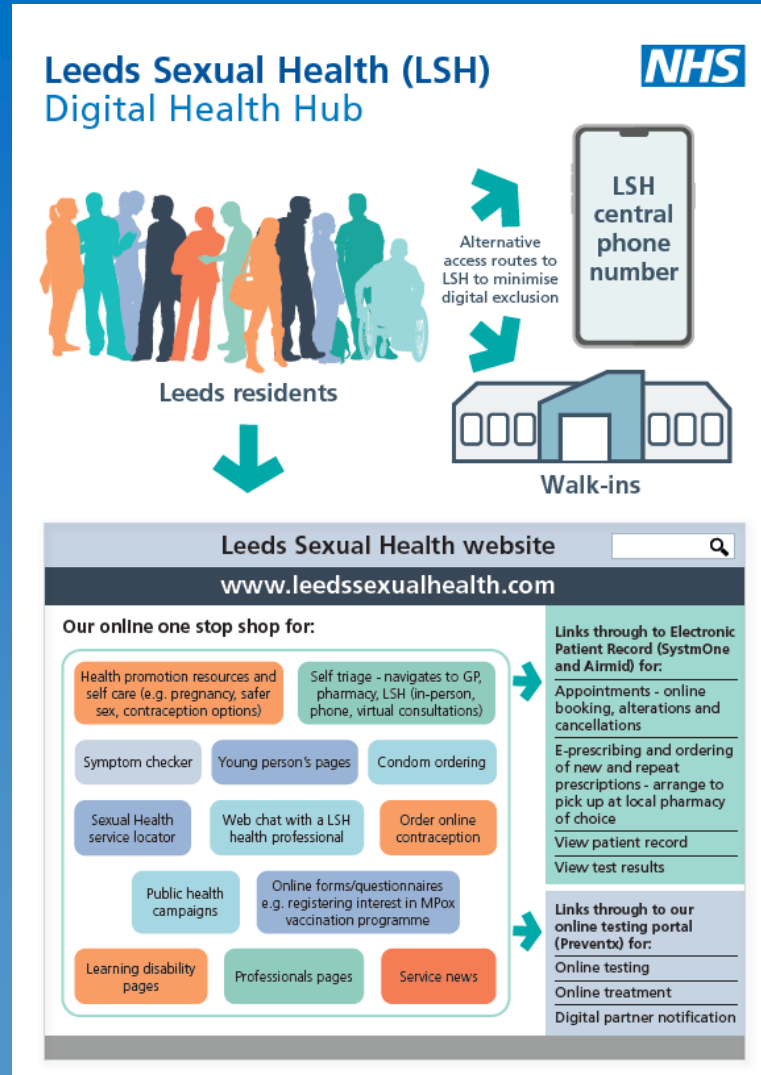 Leeds Sexual Health (LSH)
Digital Health Hub
NHS
LSH
central
phone
number
Alternative
access routes to
LSH to minimise
digital exclusion
Leeds residents
Walk-ins
Leeds Sexual Health website
www.leedssexualhealth.com
Our online one stop shop for:
Health promotion resources and
self care (e.g. pregnancy, safer
sex, contraception options)
Self triage - navigates to GP,
pharmacy, LSH (in-person,
phone, virtual consultations)
Symptom checker
Young person's pages
Condom ordering
Sexual Health
service locator
Web chat with a LSH
health professional
Order online
contraception
Public health
campaigns
Online forms/questionnaires
e.g. registering interest in MPox
vaccination programme
Learning disability
pages
Professionals pages
Service news
Links through to Electronic
Patient Record (SystmOne
and Airmid) for:
Appointments - online
booking, alterations and
cancellations
E-prescribing and ordering
of new and repeat
prescriptions - arrange to
pick up at local pharmacy
of choice
View patient record
View test results
Links through to our
online testing portal
(Preventx) for:
Online testing
Online treatment
Digital partner notification